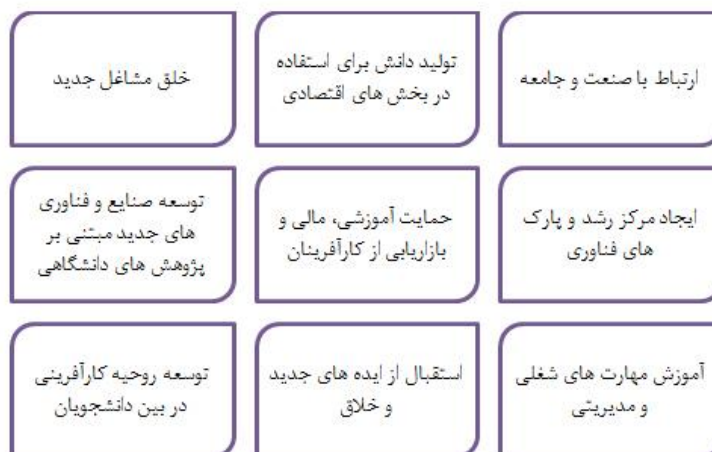 ارتباط با صنعت و جامعه
تولید دانش برای استفاده
در بخش های اقتصادی
خلق مشاغل جدید
ایجاد مرکز رشد و پارک
های فناوری
حمایت آموزشی، مالی و
بازاریابی از کارآفرینان
توسعه صنایع و فناوری
های جدید مبتنی بر
پژوهش های دانشگاهی
آموزش مهارت های شغلی
و مدیریتی
استقبال از ایده های جدید
و خلاق
توسعه روحیه کارآفرینی
در بین دانشجویان